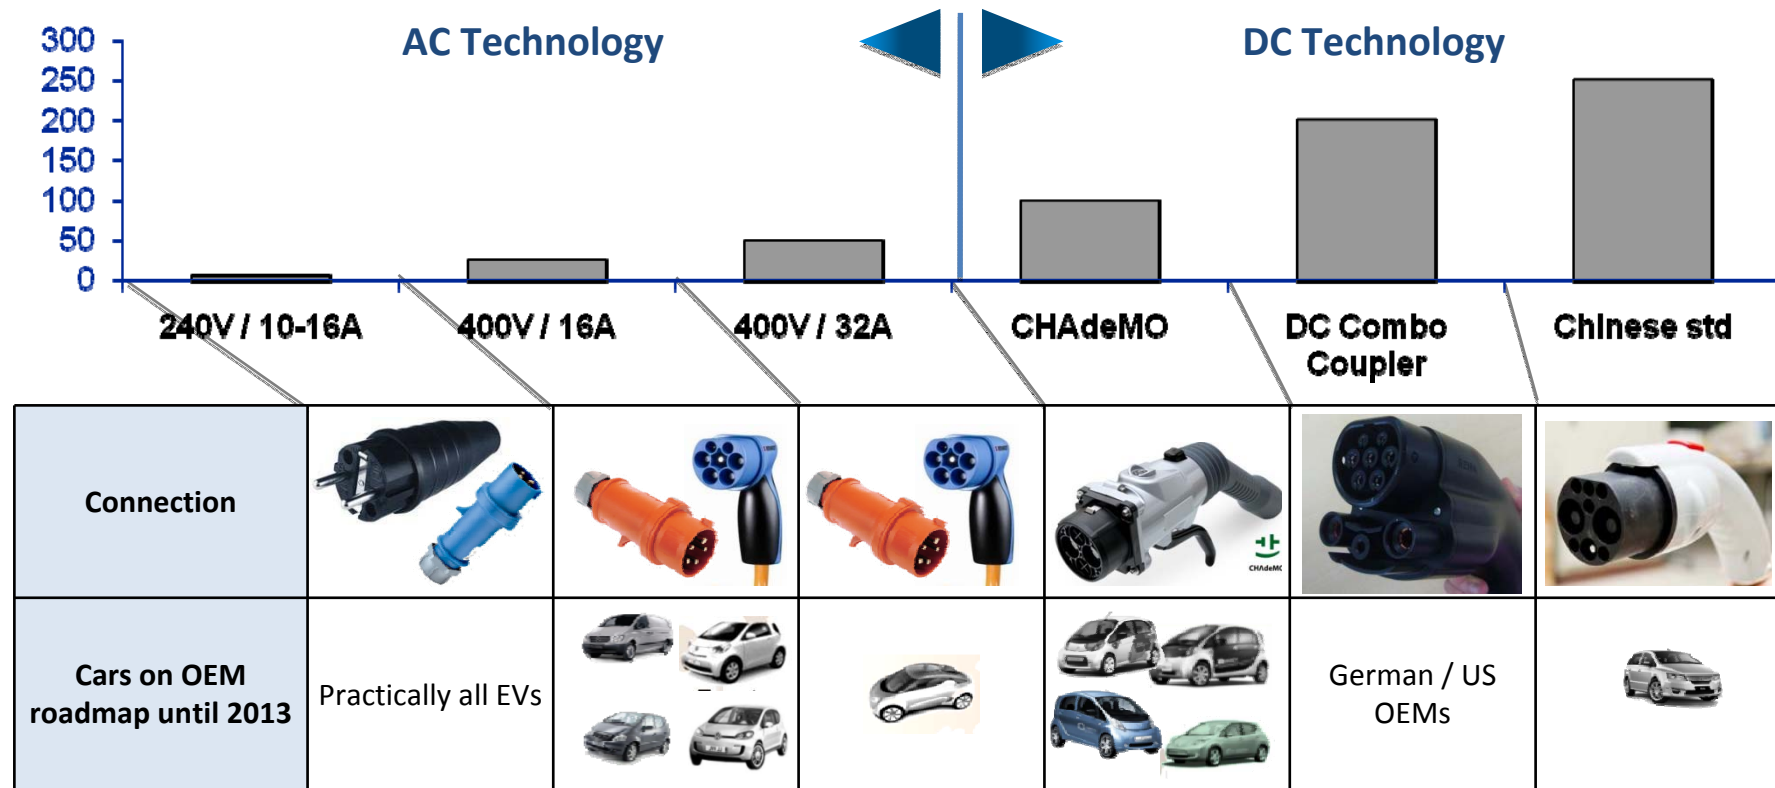 AC Technology
DC Technology
300
250
200
150
100
50
0
240V / 10-16A
400V / 16A
400V / 32A
CHAdeMO
DC Combo
Coupler
Chinese std
Connection
CHAdeMO
Cars on OEM
roadmap until 2013
Practically all EVs
German / US
OEMs